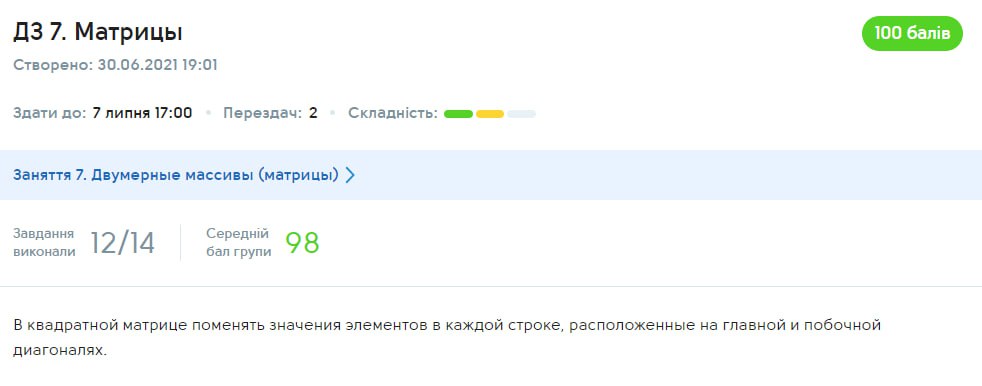 ДЗ 7. Матрицы
100 балів
Створено: 30.06.2021 19:01
Здати до: 7 липня 17:00 • Перездач: 2 • Складність:
Заняття 7. Двумерные массивы (матрицы)
Завдання виконали 12/14
Середній бал групи 98
В квадратной матрице поменять значения элементов в каждой строке, расположенные на главной и побочной
диагоналях.